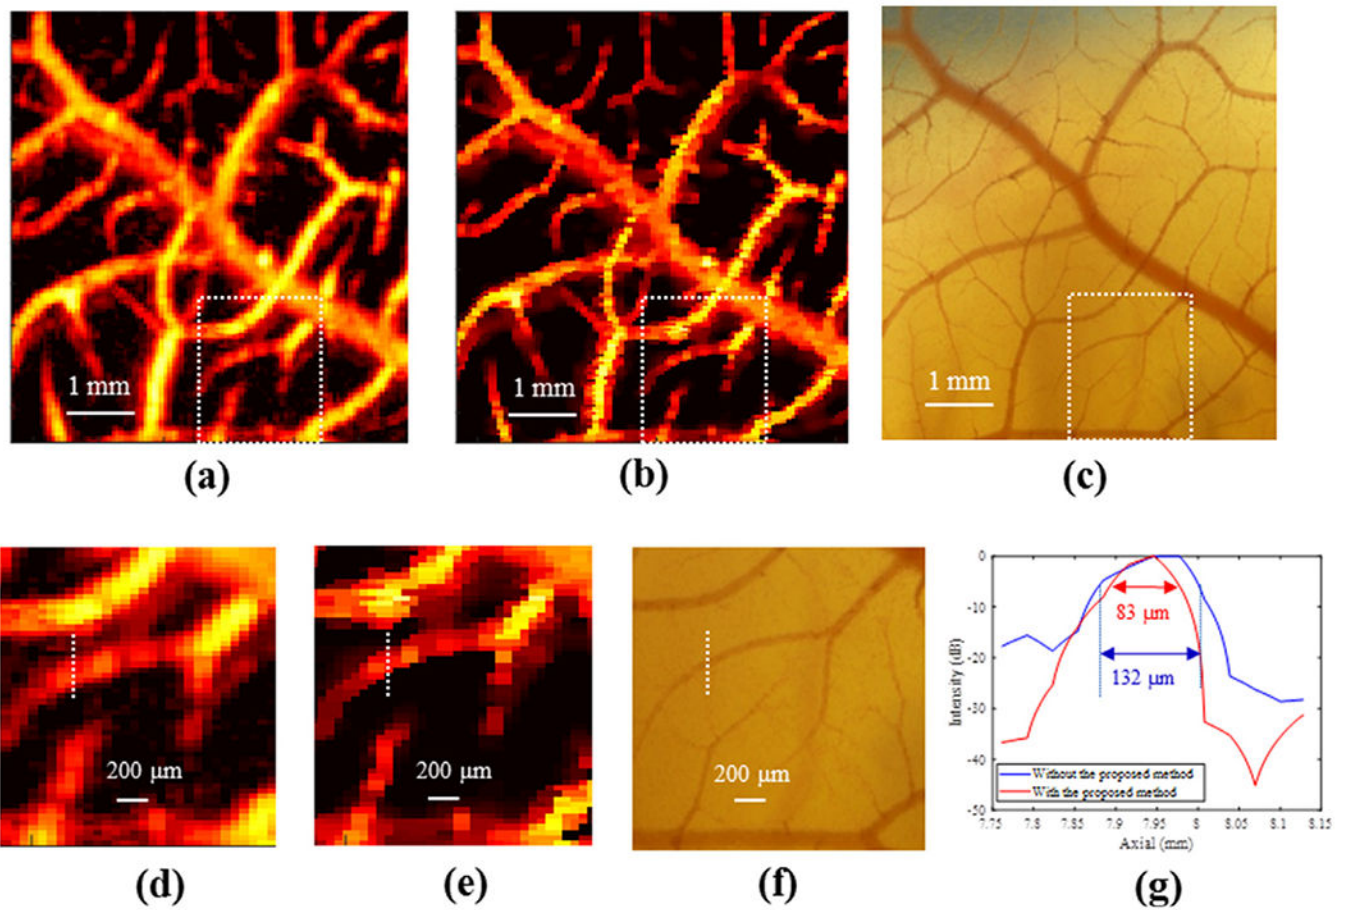 1 mm
1 mm
1 mm
(a)
(b)
(c)
200 μm
200 μm
200 μm
(d)
(e)
(f)
0
-10
-20
-30
-40
-50
Intensity (dB)
83 μm
132 μm
Without the proposed method
With the proposed method
7.75 7.8 7.85 7.9 7.95 8 8.05 8.1 8.15
Axial (mm)
(g)